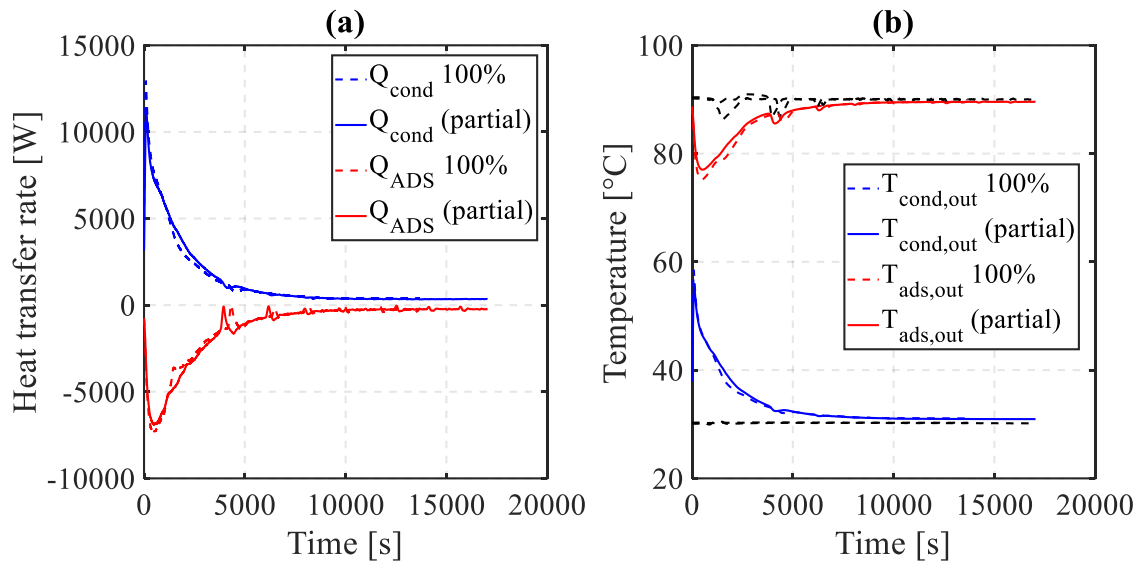 (a)
15000
10000
5000
0
-5000
-10000
Heat transfer rate [W]
Q_cond 100%
Q_cond (partial)
Q_ADS 100%
Q_ADS (partial)
0 5000 10000 15000 20000
Time [s]
(b)
100
80
60
40
20
Temperature [°C]
T_cond,out 100%
T_cond,out (partial)
T_ads,out 100%
T_ads,out (partial)
0 5000 10000 15000 20000
Time [s]